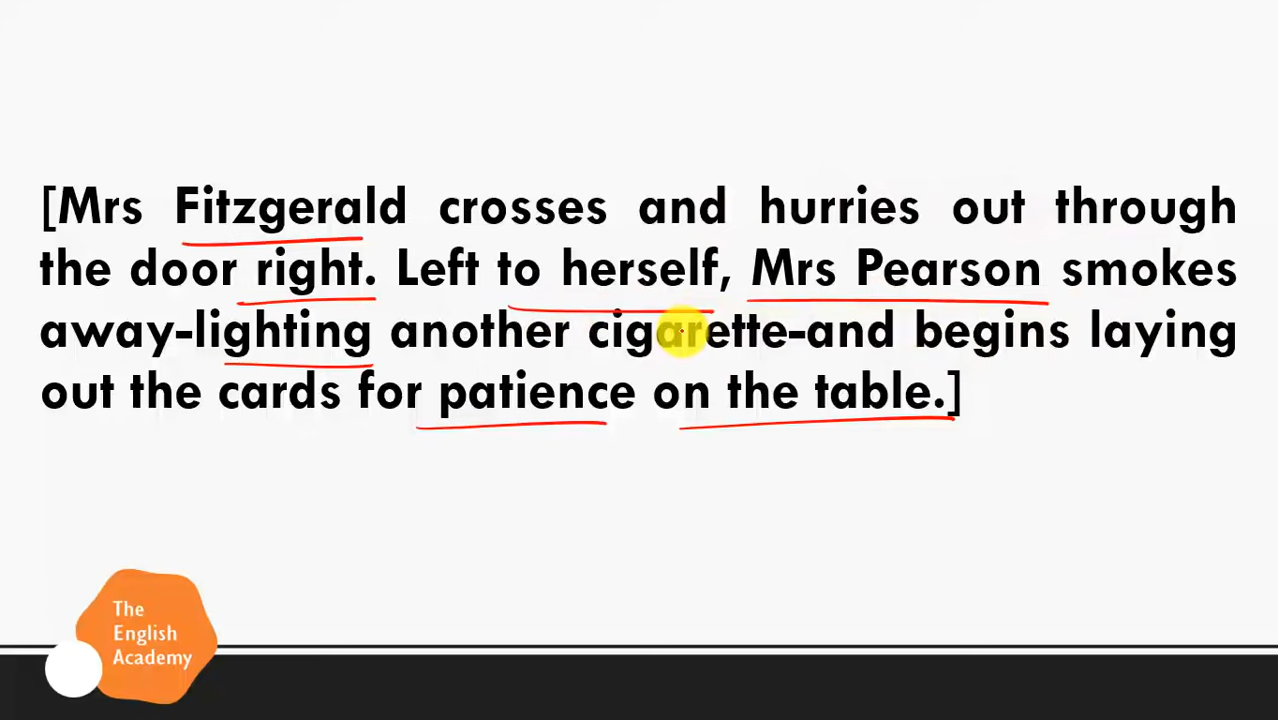 [Mrs Fitzgerald crosses and hurries out through
the door right. Left to herself, Mrs Pearson smokes
away-lighting another cigarette-and begins laying
out the cards for patience on the table.]
The
English
Academy